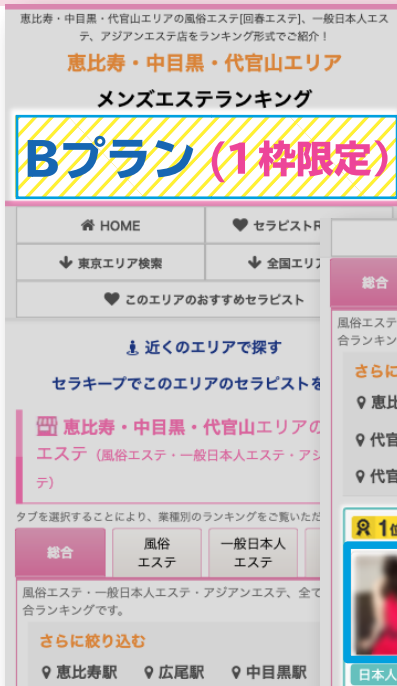 恵比寿・中目黒・代官山エリアの風俗エステ[回春エステ]、一般日本人エス
テ、アジアンエステ店をランキング形式でご紹介！
恵比寿・中目黒・代官山エリア
メンズエステランキング
Bプラン (1枠限定)
HOME
セラピスト
東京エリア検索
全国エリ
このエリアのおすすめセラピスト
近くのエリアで探す
セラキープでこのエリアのセラピストを
恵比寿・中目黒・代官山エリアの
エステ（風俗エステ・一般日本人エステ・アジ
テ）
タブを選択することにより、業種別のランキングをご覧いただ
総合
風俗
エステ
一般日本人
エステ
風俗エステ・一般日本人エステ・アジアンエステ、全て
合ランキングです。
さらに絞り込む
恵比寿駅
広尾駅
中目黒駅
総合
風俗エステ
合ランキン
さらに
恵比
代官
代官
1位
日本人